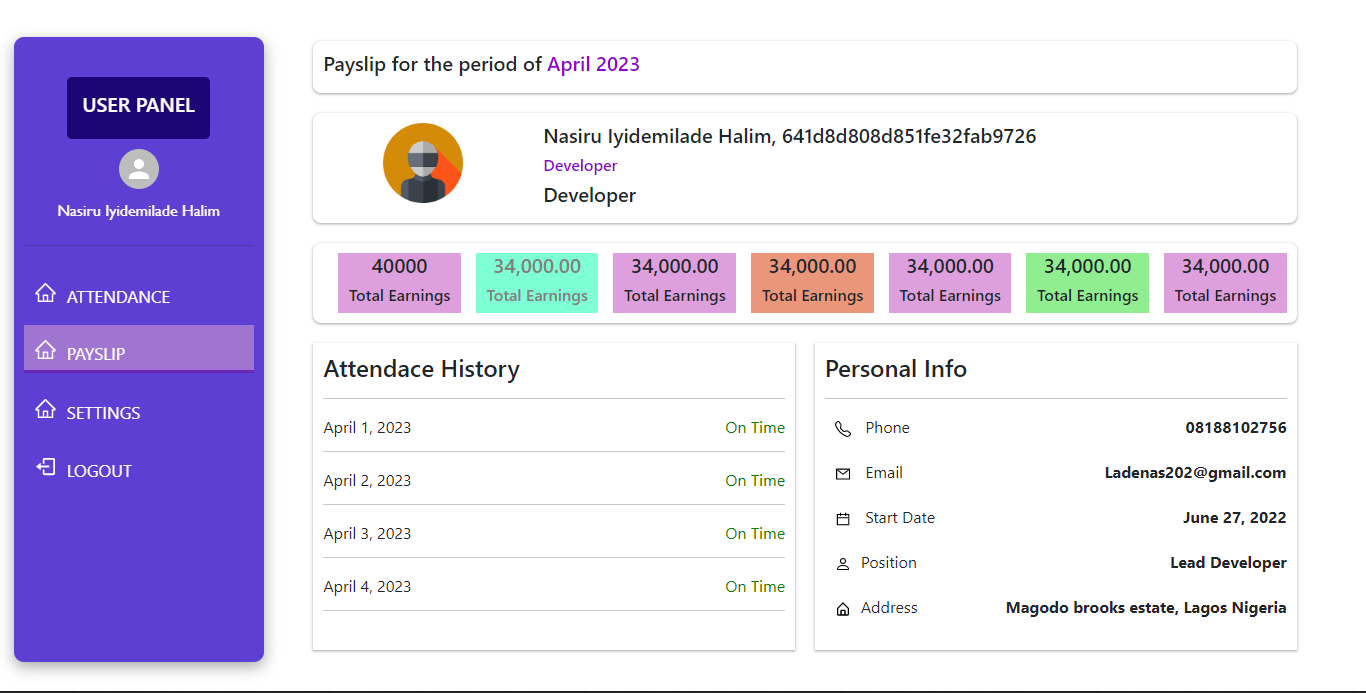 USER PANEL
Nasiru Iyidemilade Halim
ATTENDANCE
PAYSLIP
SETTINGS
LOGOUT
Payslip for the period of April 2023
Nasiru Iyidemilade Halim, 641d8d808d851fe32fab9726
Developer
Developer
40000 34,000.00 34,000.00 34,000.00 34,000.00 34,000.00 34,000.00
Total Earnings Total Earnings Total Earnings Total Earnings Total Earnings Total Earnings Total Earnings
Attendace History
April 1, 2023 On Time
April 2, 2023 On Time
April 3, 2023 On Time
April 4, 2023 On Time
Personal Info
Phone 08188102756
Email Ladenas202@gmail.com
Start Date June 27, 2022
Position Lead Developer
Address Magodo brooks estate, Lagos Nigeria